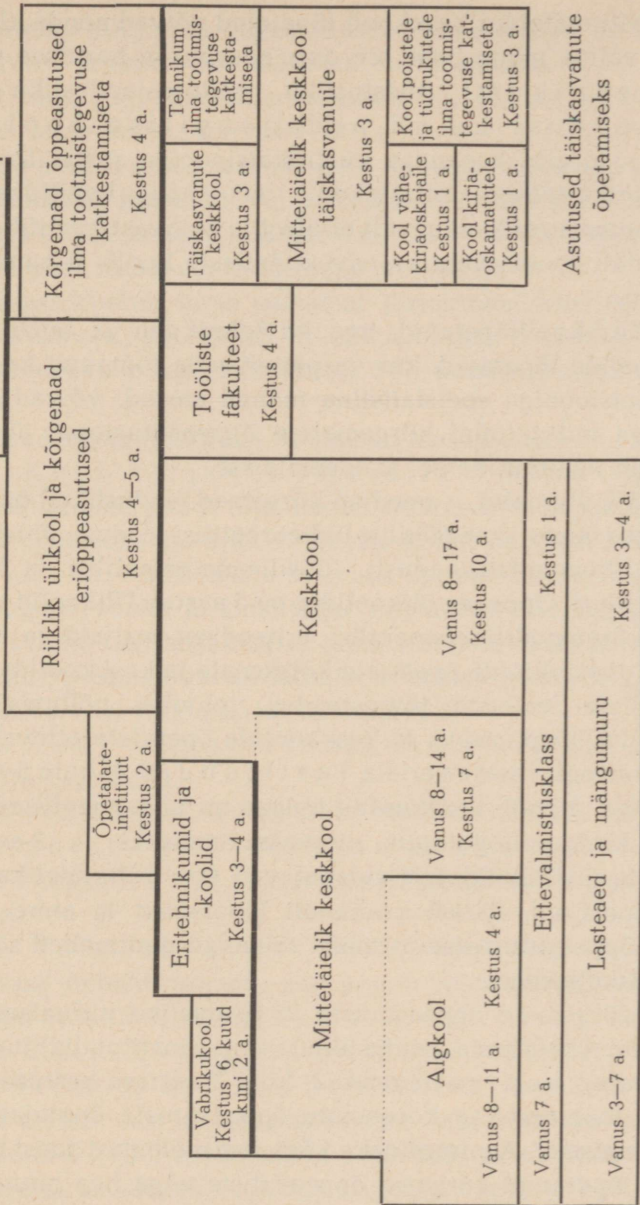 Riiklik ülikool ja kõrgemad
eriõppeasutused
Kestus 4—5 a.
Kõrgemad õppeasutused
ilma tootmistegevuse
katkestamiseta
Kestus 4 a.
Õpetajate-
instituut
Kestus 2 a.
Vabrikukool
Kestus 6 kuud
kuni 2 a.
Eritehnikumid ja
-koolid
Kestus 3—4 a.
Tööliste
fakulteet
Kestus 4 a.
Täiskasvanute
keskkool
Kestus 3 a.
Tehnikum
ilma tootmis-
tegevuse
katkesta-
miseta
Mittetäielik keskkool
Keskkool
Mittetäielik keskkool
täiskasvanuile
Kestus 3 a.
Algkool
Vanus 8—11 a. Kestus 4 a.
Vanus 8—14 a.
Kestus 7 a.
Vanus 8—17 a.
Kestus 10 a.
Kool vähe-
kirjaoskajaile
Kestus 1 a.
Kool kirja-
oskamatutele
Kestus 1 a.
Kool poistele
ja tüdrukutele
ilma tootmis-
tegevuse kat-
kestamiseta
Kestus 3 a.
Vanus 7 a. Ettevalmistusklass Kestus 1 a.
Vanus 3—7 a. Lasteaed ja mängumuru Kestus 3—4 a.
Asutused täiskasvanute
õpetamiseks